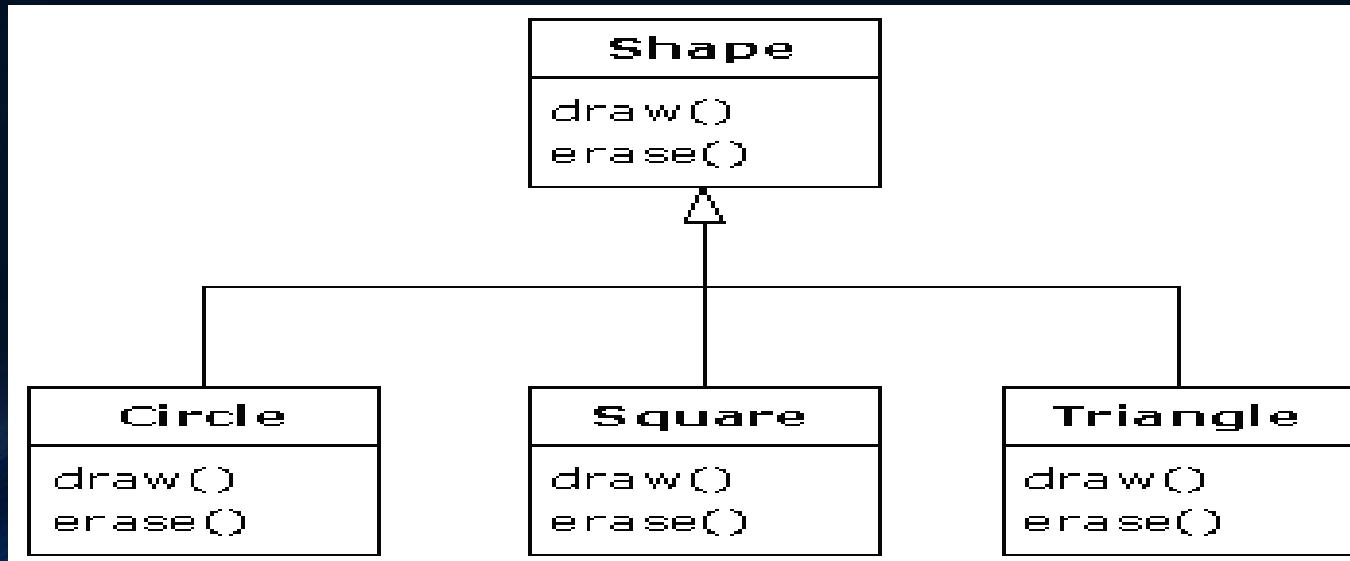 Shape
draw()
erase()
Circle
draw()
erase()
Square
draw()
erase()
Triangle
draw()
erase()